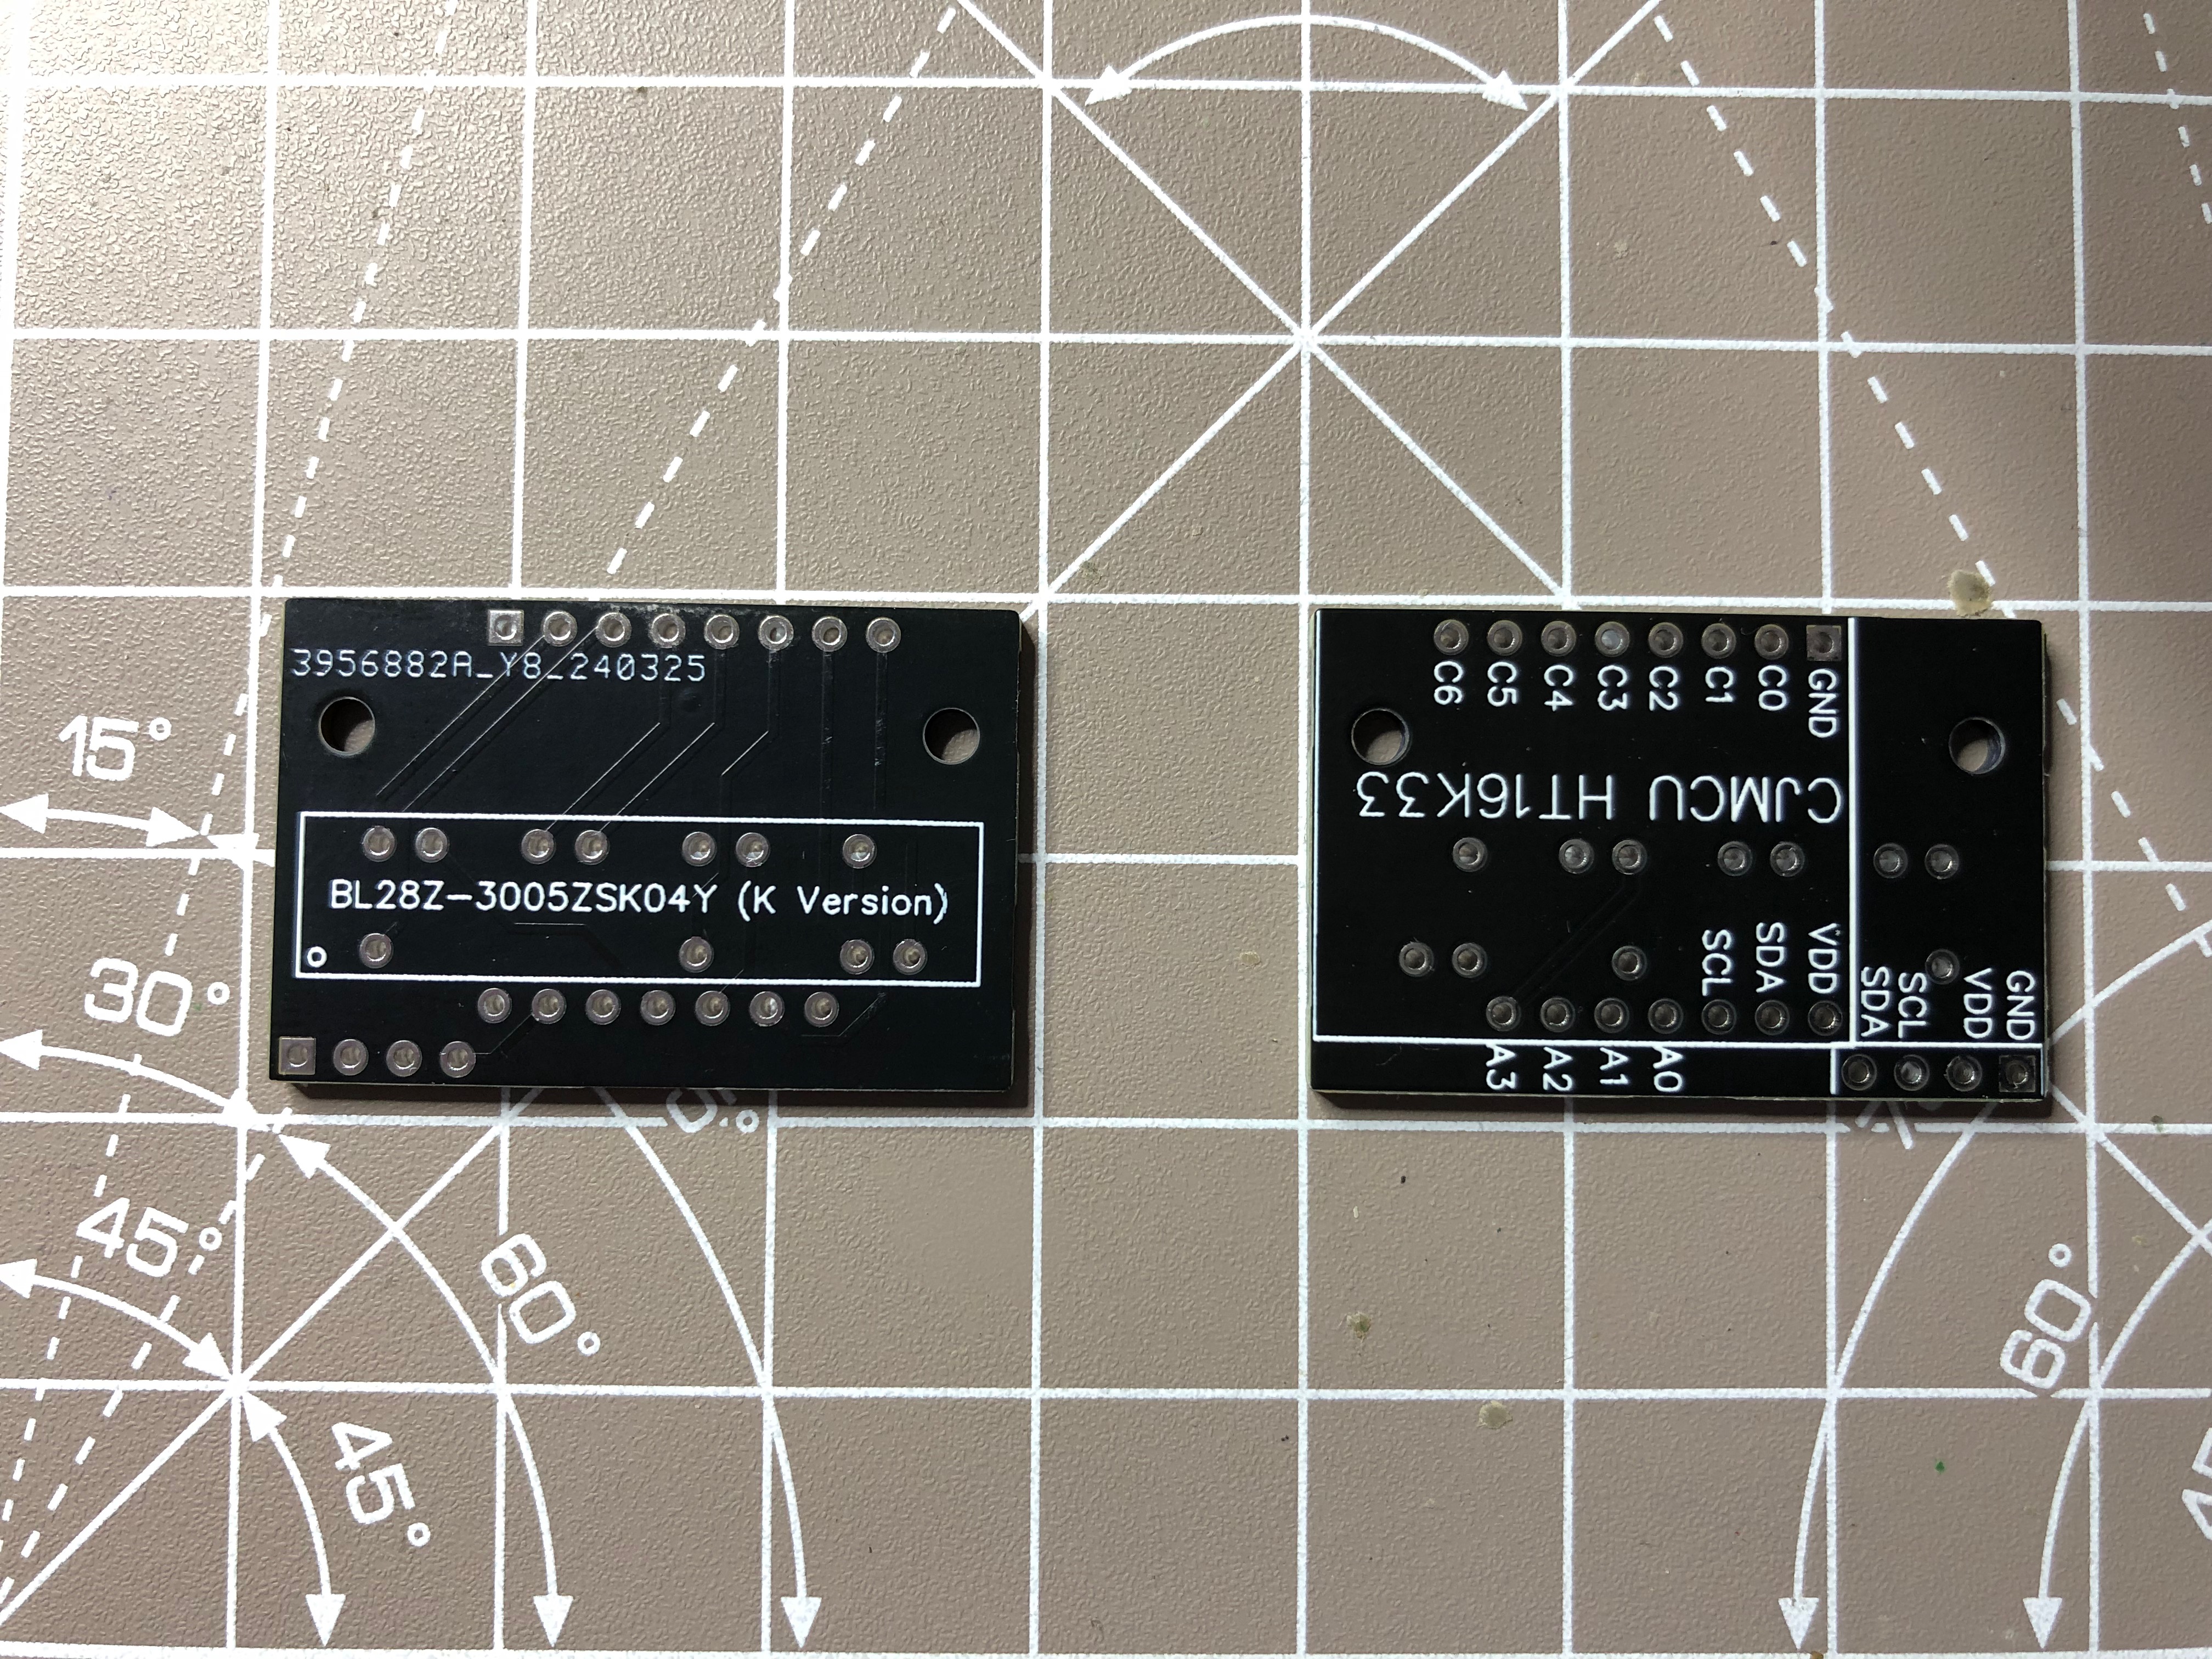 3956882A_Y8_240325
BL28Z-3005ZSK04Y (K Version)
C6
C5
C4
C3
C2
C1
C0
GND
CJMCU HT16K33
SCL
SDA
VDD
SDA
SCL
VDD
GND
A3
A2
A1
A0
15°
30°
45°
60°
45°
60°